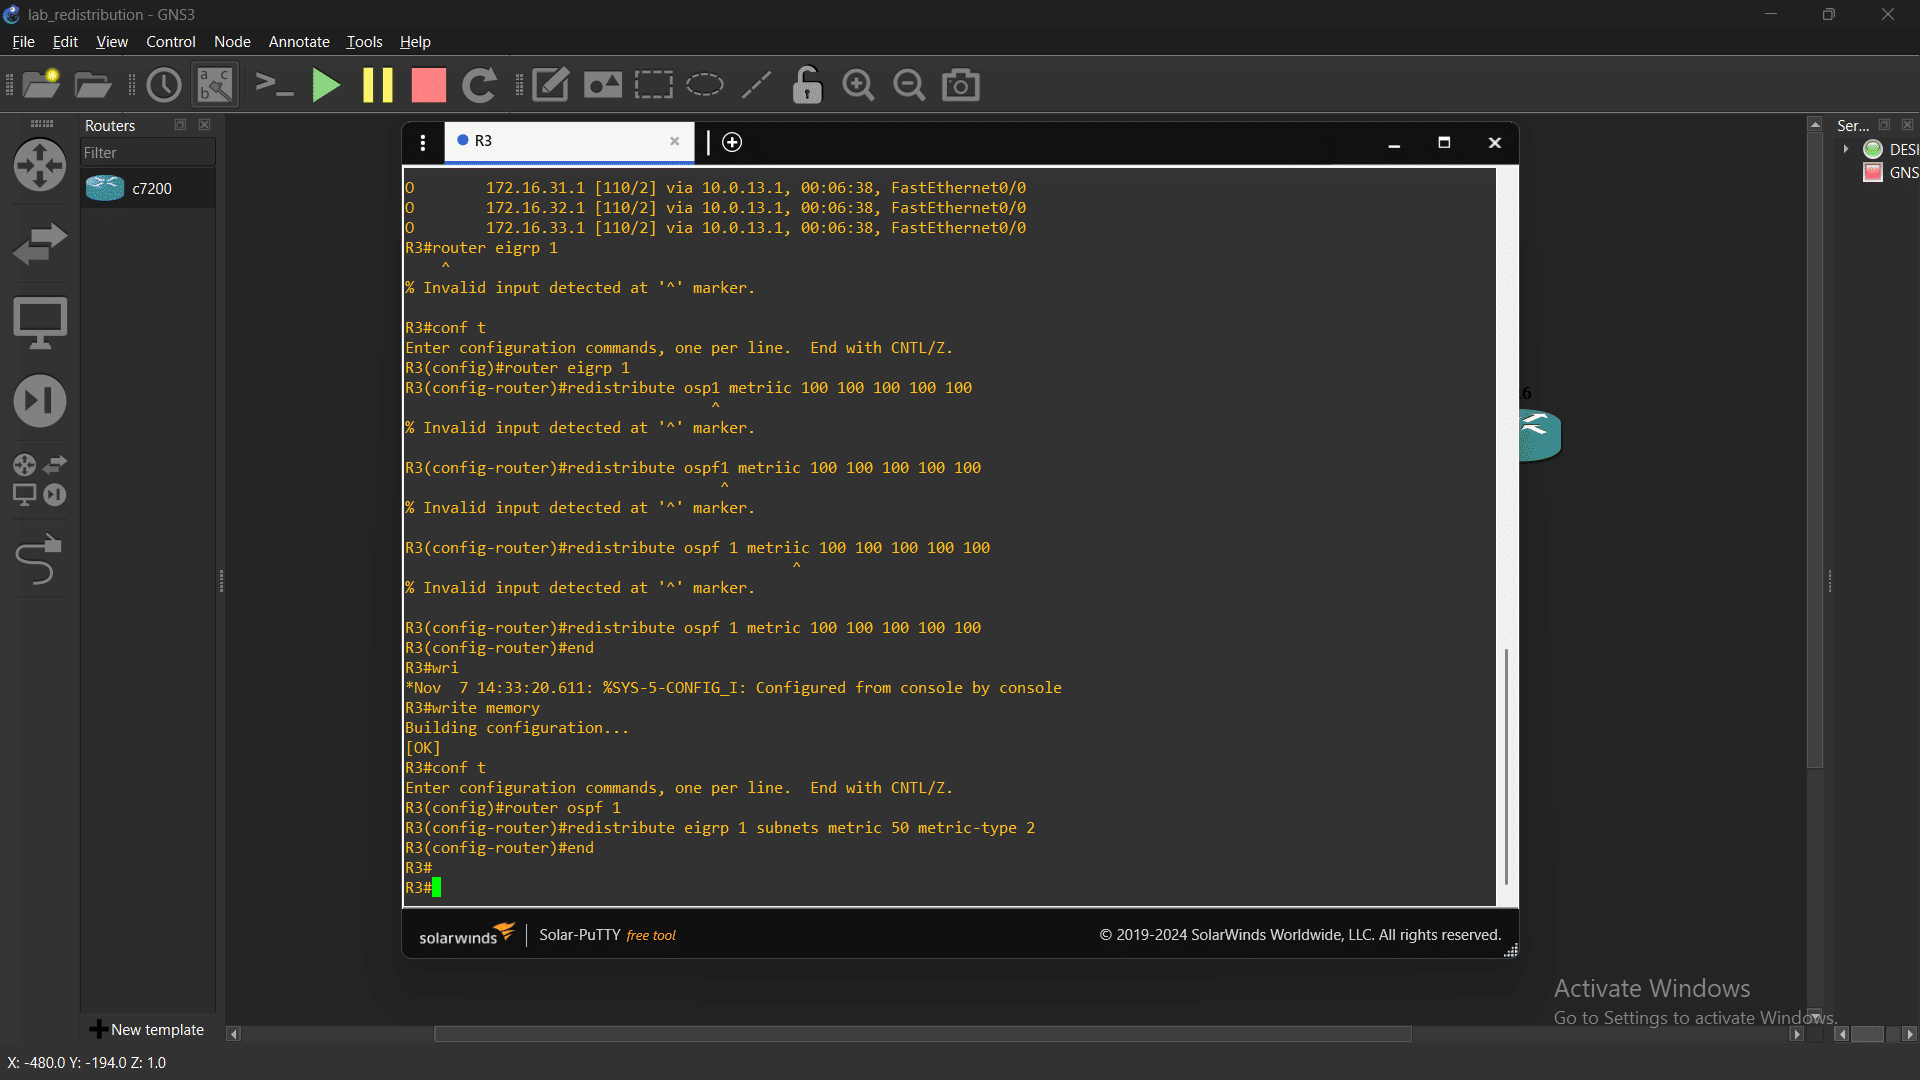 lab_redistribution - GNS3
File Edit View Control Node Annotate Tools Help
Routers
Filter
c7200
New template
R3
O        172.16.31.1 [110/2] via 10.0.13.1, 00:06:38, FastEthernet0/0
O        172.16.32.1 [110/2] via 10.0.13.1, 00:06:38, FastEthernet0/0
O        172.16.33.1 [110/2] via 10.0.13.1, 00:06:38, FastEthernet0/0
R3#router eigrp 1
^
% Invalid input detected at '^' marker.
R3#conf t
Enter configuration commands, one per line.  End with CNTL/Z.
R3(config)#router eigrp 1
R3(config-router)#redistribute osp1 metriic 100 100 100 100 100
^
% Invalid input detected at '^' marker.
R3(config-router)#redistribute ospf1 metriic 100 100 100 100 100
^
% Invalid input detected at '^' marker.
R3(config-router)#redistribute ospf 1 metriic 100 100 100 100 100
^
% Invalid input detected at '^' marker.
R3(config-router)#redistribute ospf 1 metric 100 100 100 100 100
R3(config-router)#end
R3#wri
*Nov  7 14:33:20.611: %SYS-5-CONFIG_I: Configured from console by console
R3#write memory
Building configuration...
[OK]
R3#conf t
Enter configuration commands, one per line.  End with CNTL/Z.
R3(config)#router ospf 1
R3(config-router)#redistribute eigrp 1 subnets metric 50 metric-type 2
R3(config-router)#end
R3#
R3#
solarwinds Solar-PuTTY free tool
© 2019-2024 SolarWinds Worldwide, LLC. All rights reserved.
6
Ser...
DESI
GNS
Activate Windows
Go to Settings to activate Windows.
X: -480.0 Y: -194.0 Z: 1.0